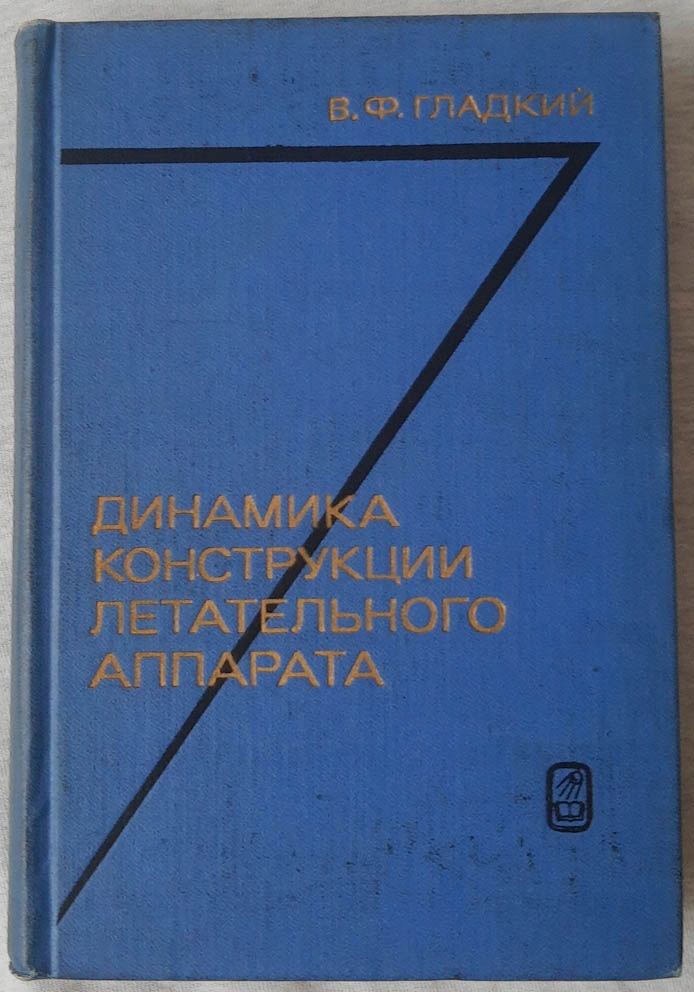 В.Ф.ГЛАДКИЙ
ДИНАМИКА
КОНСТРУКЦИИ
ЛЕТАТЕЛЬНОГО
АППАРАТА